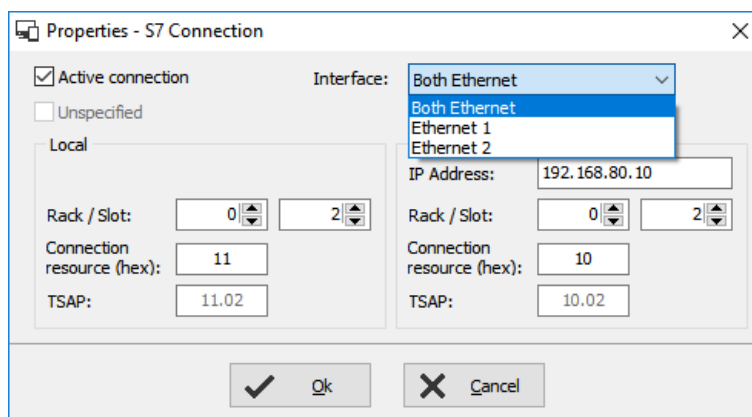 Properties - S7 Connection
Active connection
Interface:
Both Ethernet
Both Ethernet
Ethernet 1
Ethernet 2
Unspecified
Local
IP Address: 192.168.80.10
Rack / Slot: 0 2
Rack / Slot: 0 2
Connection
resource (hex): 11
Connection
resource (hex): 10
TSAP: 11.02
TSAP: 10.02
Ok
Cancel